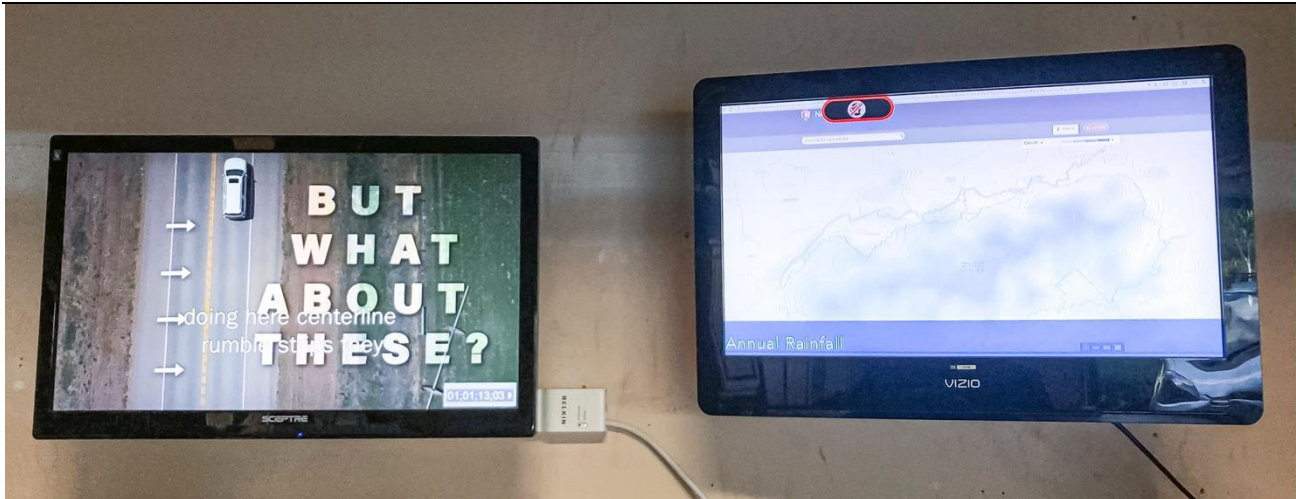 BUT
WHAT
ABOUT
THESE?
doing here centerline
rumble strips they
01;01;13;03
SCEPTRE
BELKIN
Annual Rainfall
VIZIO